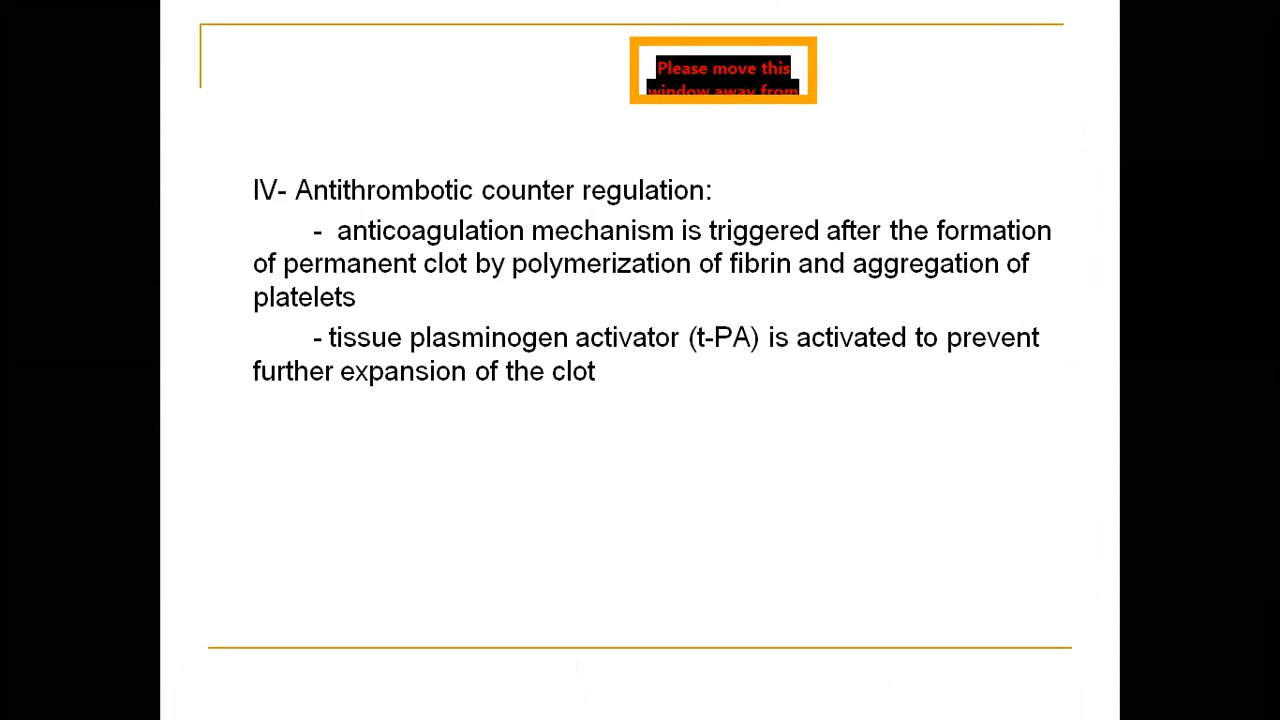 Please move this
window away from
IV- Antithrombotic counter regulation:
- anticoagulation mechanism is triggered after the formation
of permanent clot by polymerization of fibrin and aggregation of
platelets
- tissue plasminogen activator (t-PA) is activated to prevent
further expansion of the clot